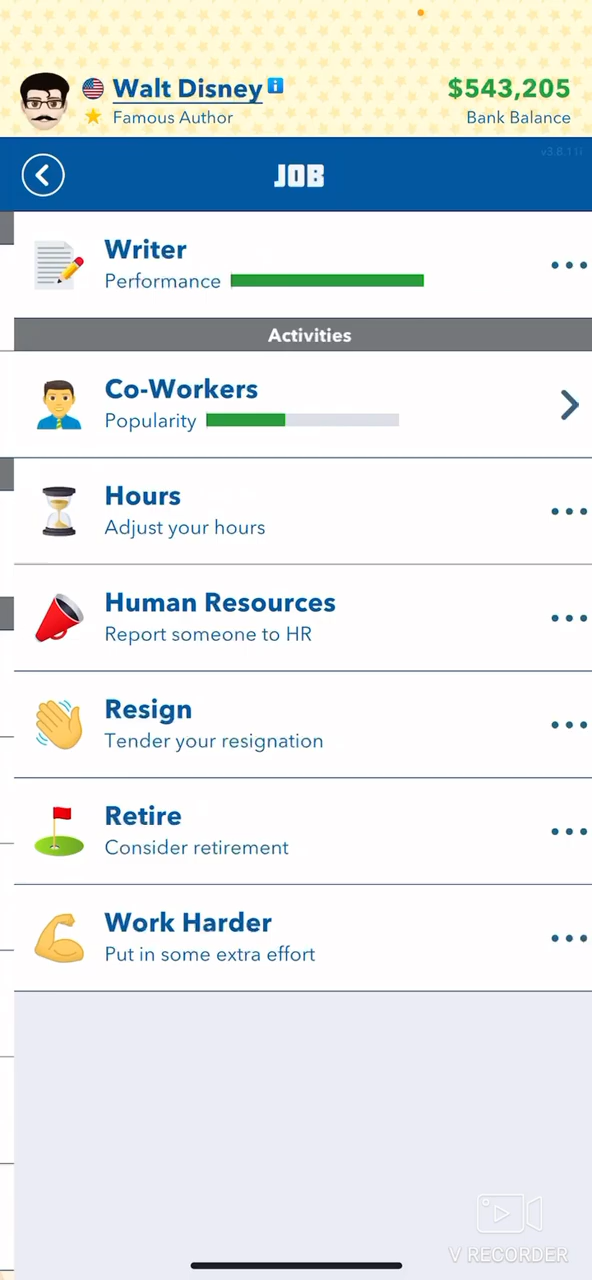 Walt Disney
$543,205
Famous Author
Bank Balance
v3.8.11i
JOB
Writer
Performance
Activities
Co-Workers
Popularity
Hours
Adjust your hours
Human Resources
Report someone to HR
Resign
Tender your resignation
Retire
Consider retirement
Work Harder
Put in some extra effort
V RECORDER